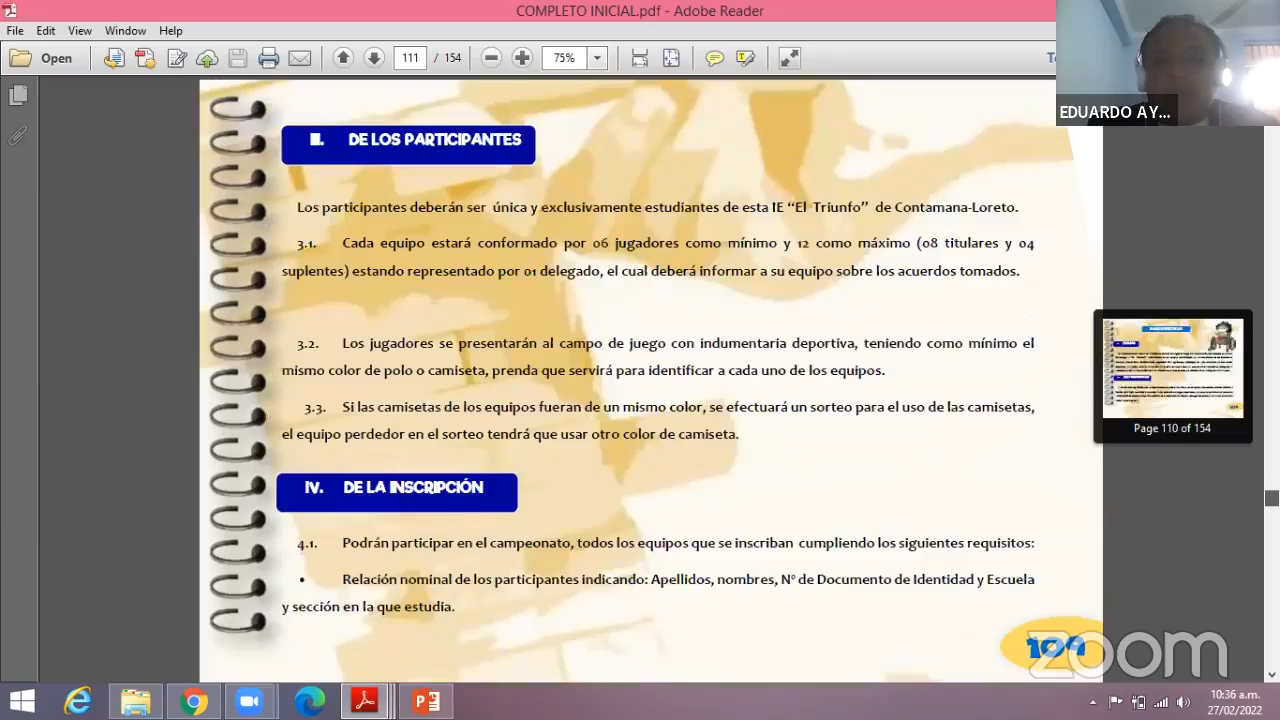 COMPLETO INICIAL.pdf - Adobe Reader
File Edit View Window Help
Open 111 / 154 75%
EDUARDO AY...
III. DE LOS PARTICIPANTES
Los participantes deberán ser única y exclusivamente estudiantes de esta IE “El Triunfo” de Contamana-Loreto.
3.1. Cada equipo estará conformado por 06 jugadores como mínimo y 12 como máximo (08 titulares y 04
suplentes) estando representado por 01 delegado, el cual deberá informar a su equipo sobre los acuerdos tomados.
3.2. Los jugadores se presentarán al campo de juego con indumentaria deportiva, teniendo como mínimo el
mismo color de polo o camiseta, prenda que servirá para identificar a cada uno de los equipos.
3.3. Si las camisetas de los equipos fueran de un mismo color, se efectuará un sorteo para el uso de las camisetas,
el equipo perdedor en el sorteo tendrá que usar otro color de camiseta.
Page 110 of 154
IV. DE LA INSCRIPCIÓN
4.1. Podrán participar en el campeonato, todos los equipos que se inscriban cumpliendo los siguientes requisitos:
• Relación nominal de los participantes indicando: Apellidos, nombres, N° de Documento de Identidad y Escuela
y sección en la que estudia.
109
zoom
10:36 a.m.
27/02/2022